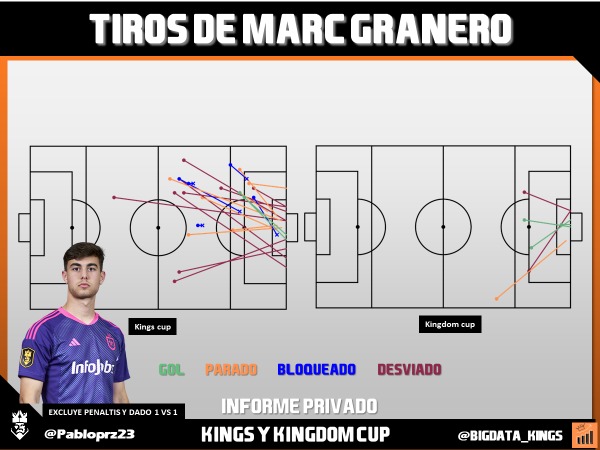 TIROS DE MARC GRANERO
Kings cup
Kingdom cup
GOL PARADO BLOQUEADO DESVIADO
InfoJobs
EXCLUYE PENALTIS Y DADO 1 VS 1
INFORME PRIVADO
@Pabloprz23
KINGS Y KINGDOM CUP
@BIGDATA_KINGS